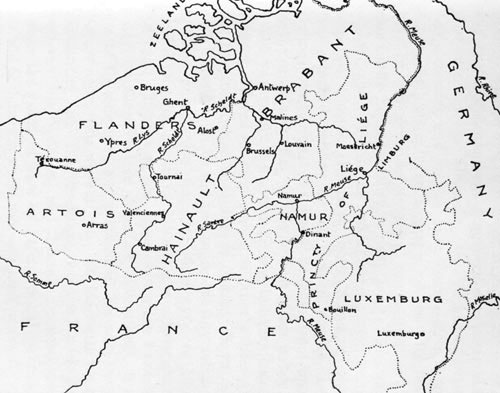 ZEELAND
R. Meuse
GERMANY
R. Rhine
BRABANT
Bruges
Antwerp
Ghent
R. Scheldt
Malines
FLANDERS
R. Lys
R. Scheldt
Alost
Ypres
Brussels
Louvain
LIÉGE
Maestricht
LIMBURG
Térouanne
Tournai
Liége
R. Meuse
HAINAULT
Namur
ARTOIS
Valenciennes
R. Sambre
NAMUR
PRINCTY OF
Arras
Dinant
Cambrai
R. Somme
LUXEMBURG
R. Moselle
Bouillon
FRANCE
R. Meuse
Luxemburg